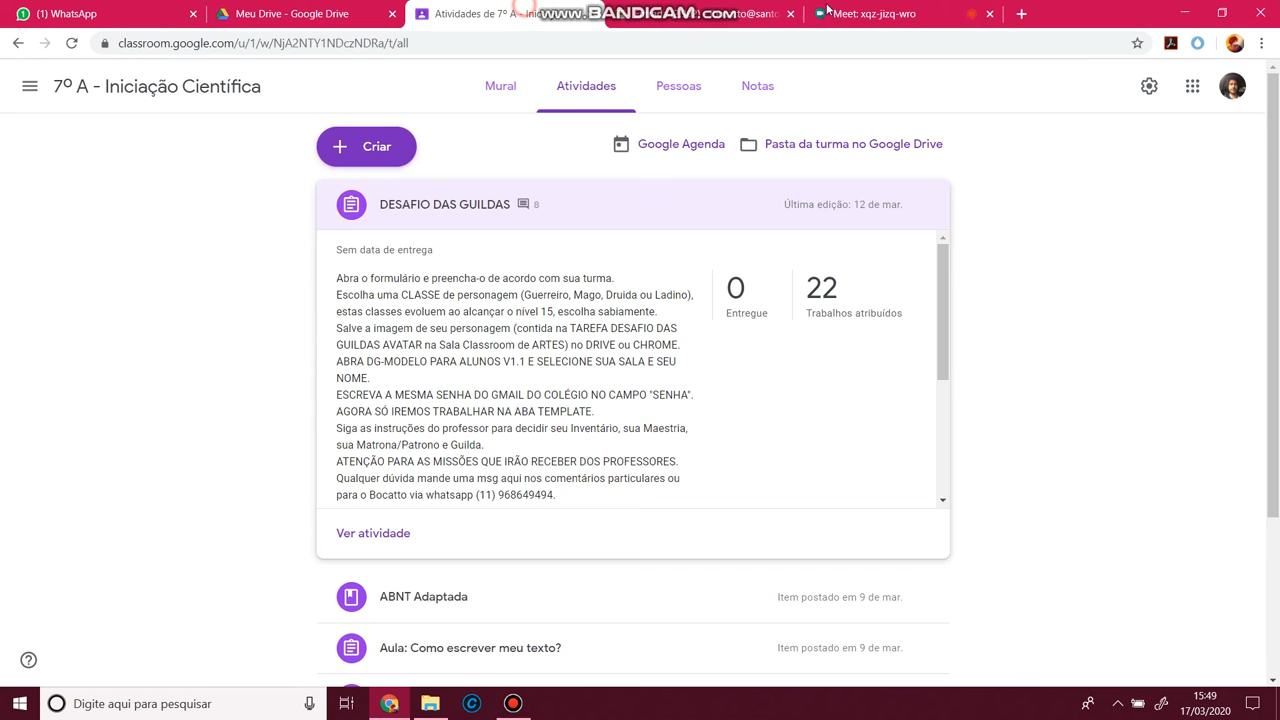 (1) WhatsApp
Meu Drive - Google Drive
Atividades de 7º A - Inic
www.BANDICAM.com
to@santo
Meet: xqz-jizq-wro
classroom.google.com/u/1/w/NjA2NTY1NDczNDRa/t/all
7º A - Iniciação Científica
Mural
Atividades
Pessoas
Notas
Criar
Google Agenda
Pasta da turma no Google Drive
DESAFIO DAS GUILDAS
8
Última edição: 12 de mar.
Sem data de entrega
Abra o formulário e preencha-o de acordo com sua turma.
Escolha uma CLASSE de personagem (Guerreiro, Mago, Druida ou Ladino),
estas classes evoluem ao alcançar o nível 15, escolha sabiamente.
Salve a imagem de seu personagem (contida na TAREFA DESAFIO DAS
GUILDAS AVATAR na Sala Classroom de ARTES) no DRIVE ou CHROME.
ABRA DG-MODELO PARA ALUNOS V1.1 E SELECIONE SUA SALA E SEU
NOME.
ESCREVA A MESMA SENHA DO GMAIL DO COLÉGIO NO CAMPO "SENHA".
AGORA SÓ IREMOS TRABALHAR NA ABA TEMPLATE.
Siga as instruções do professor para decidir seu Inventário, sua Maestria,
sua Matrona/Patrono e Guilda.
ATENÇÃO PARA AS MISSÕES QUE IRÃO RECEBER DOS PROFESSORES.
Qualquer dúvida mande uma msg aqui nos comentários particulares ou
para o Bocatto via whatsapp (11) 968649494.
0
Entregue
22
Trabalhos atribuídos
Ver atividade
ABNT Adaptada
Item postado em 9 de mar.
Aula: Como escrever meu texto?
Item postado em 9 de mar.
Digite aqui para pesquisar
15:49
17/03/2020